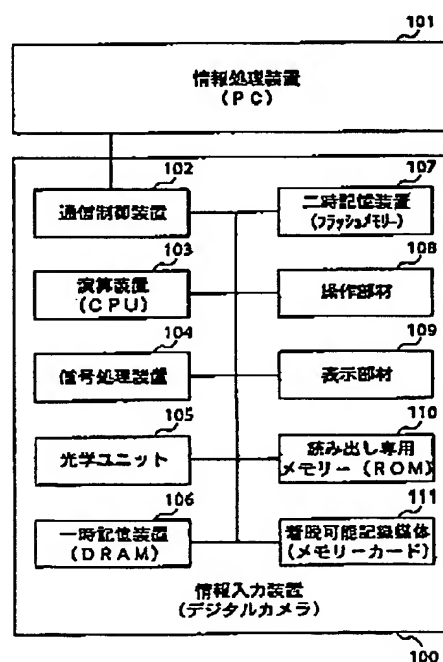 101
情報処理装置
(PC)
102
通信制御装置
103
演算装置
(CPU)
104
信号処理装置
105
光学ユニット
106
一時記位装置
(DRAM)
107
二時記位装置
(フラッシュメモリー)
108
操作部材
109
表示部材
110
読み出し専用
メモリー(ROM)
111
着脱可能記録媒体
(メモリーカード)
情報入力装置
(デジタルカメラ)
100